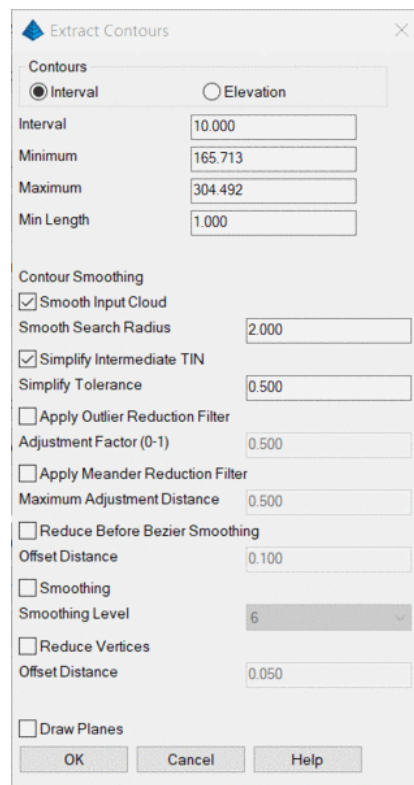 Extract Contours
Contours
Interval Elevation
Interval 10.000
Minimum 165.713
Maximum 304.492
Min Length 1.000
Contour Smoothing
Smooth Input Cloud
Smooth Search Radius 2.000
Simplify Intermediate TIN
Simplify Tolerance 0.500
Apply Outlier Reduction Filter
Adjustment Factor (0-1) 0.500
Apply Meander Reduction Filter
Maximum Adjustment Distance 0.500
Reduce Before Bezier Smoothing
Offset Distance 0.100
Smoothing
Smoothing Level 6
Reduce Vertices
Offset Distance 0.050
Draw Planes
OK Cancel Help